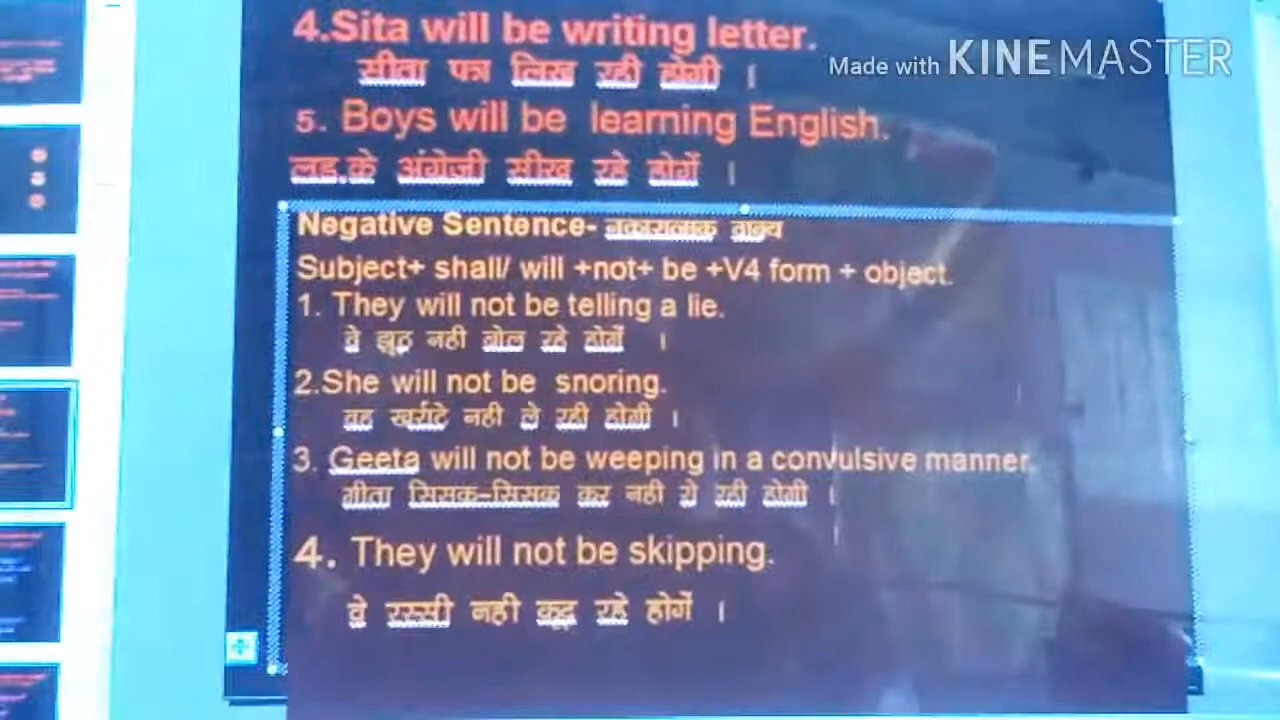 4.Sita will be writing letter.
सीता पत्र लिख रही होगी ।
Made with KINEMASTER
5. Boys will be learning English.
लड.के अंग्रेजी सीख रहे होगें ।
Negative Sentence- नकारात्मक वाक्य
Subject+ shall/ will +not+ be +V4 form + object.
1. They will not be telling a lie.
वे झूठ नही बोल रहे होगें ।
2.She will not be snoring.
वह खर्राटे नही ले रही होगी ।
3. Geeta will not be weeping in a convulsive manner.
गीता सिसक-सिसक कर नही रो रही होगी ।
4. They will not be skipping.
वे रस्सी नही कूद रहे होगें ।